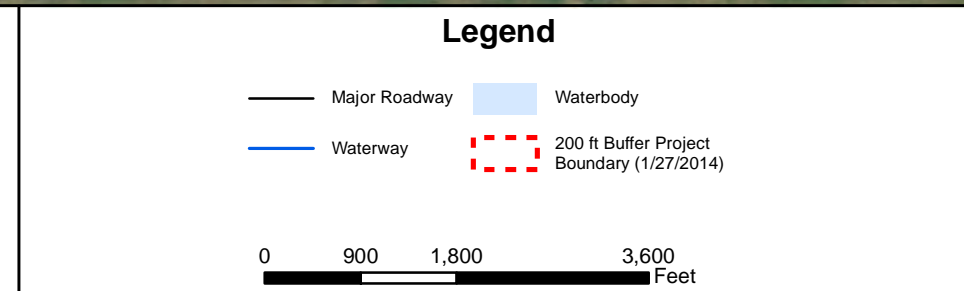 Legend
Major Roadway
Waterbody
Waterway
200 ft Buffer Project
Boundary (1/27/2014)
0 900 1,800 3,600
Feet